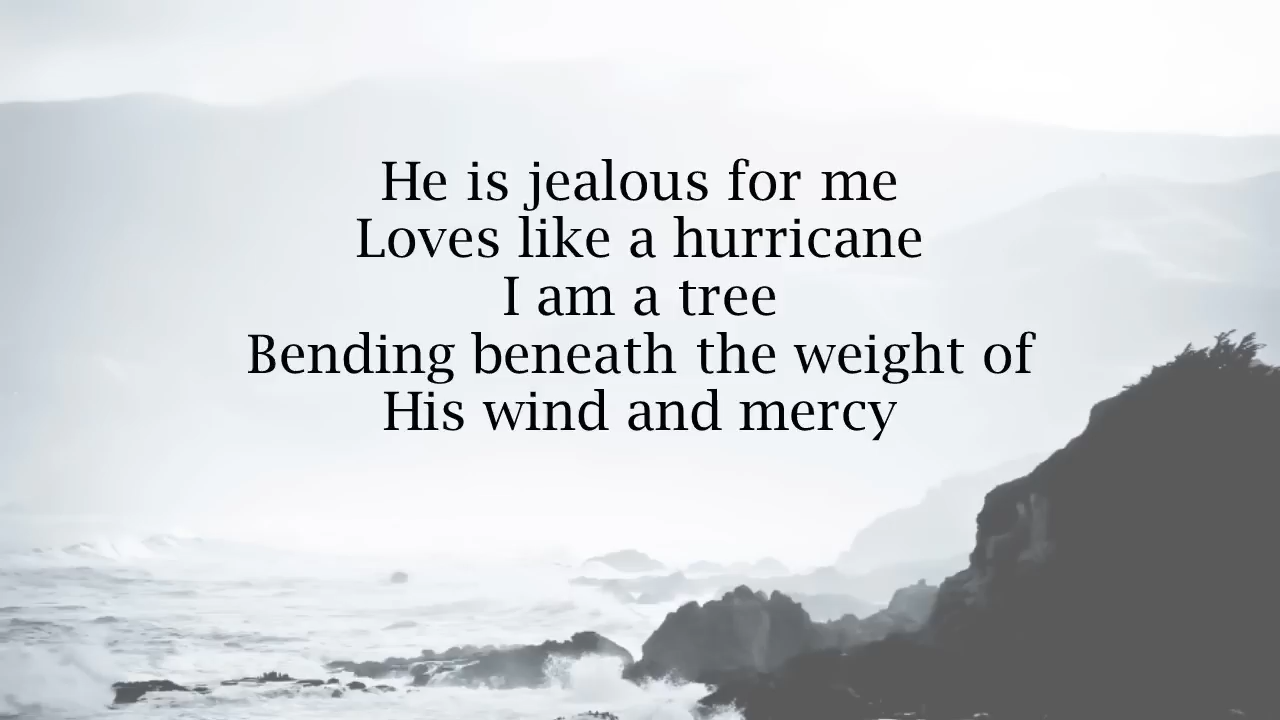 He is jealous for me
Loves like a hurricane
I am a tree
Bending beneath the weight of
His wind and mercy